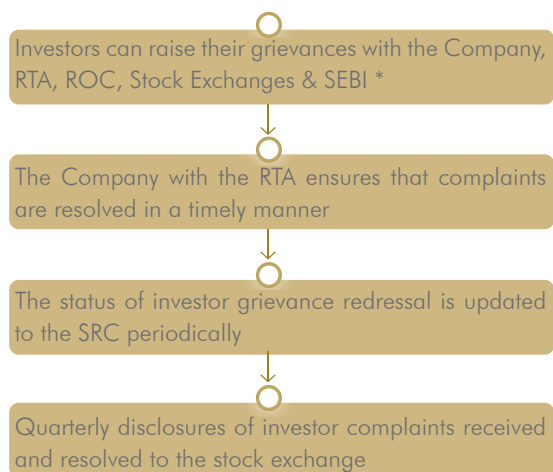 Investors can raise their grievances with the Company,
RTA, ROC, Stock Exchanges & SEBI *
The Company with the RTA ensures that complaints
are resolved in a timely manner
The status of investor grievance redressal is updated
to the SRC periodically
Quarterly disclosures of investor complaints received
and resolved to the stock exchange